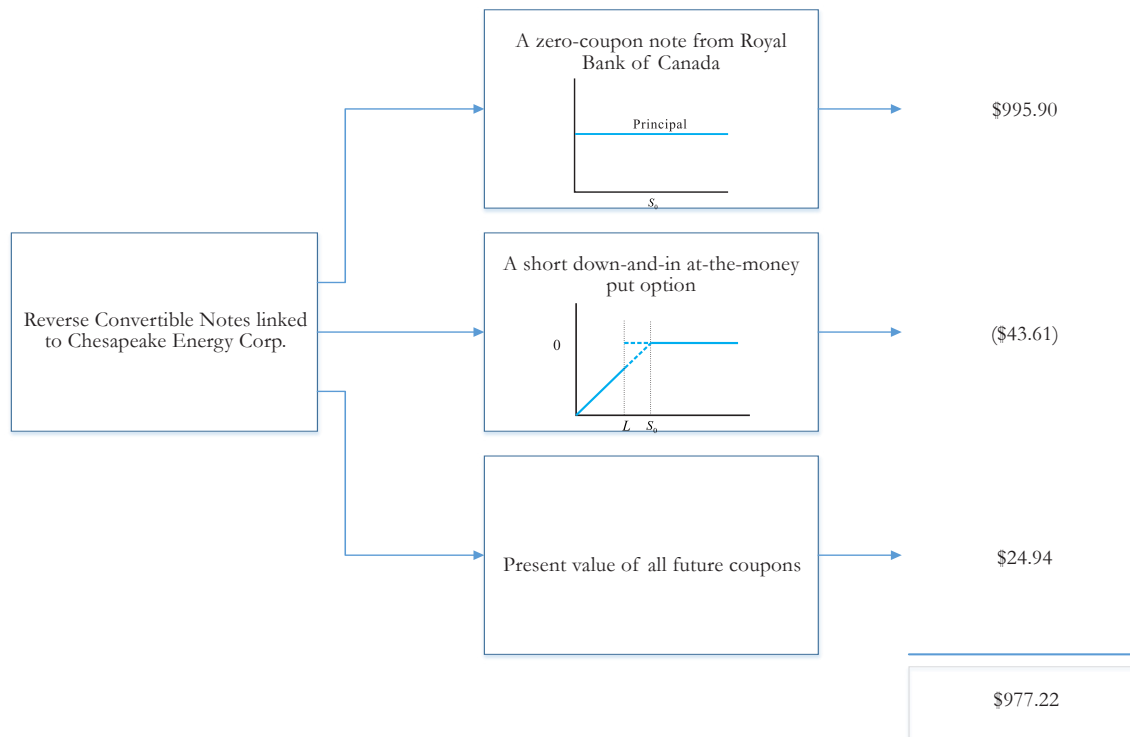 A zero-coupon note from Royal
Bank of Canada
Principal
S₀
$995.90
Reverse Convertible Notes linked
to Chesapeake Energy Corp.
A short down-and-in at-the-money
put option
0
L S₀
($43.61)
Present value of all future coupons
$24.94
$977.22